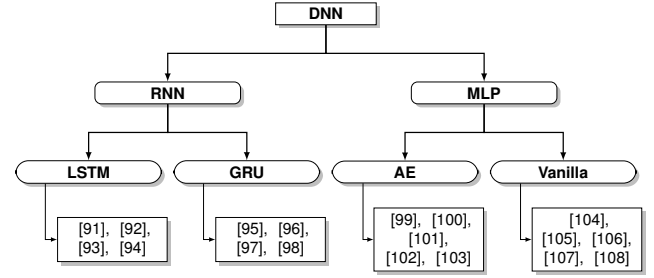 DNN
RNN
MLP
LSTM
GRU
AE
Vanilla
[91], [92],
[93], [94]
[95], [96],
[97], [98]
[99], [100],
[101],
[102], [103]
[104],
[105], [106],
[107], [108]